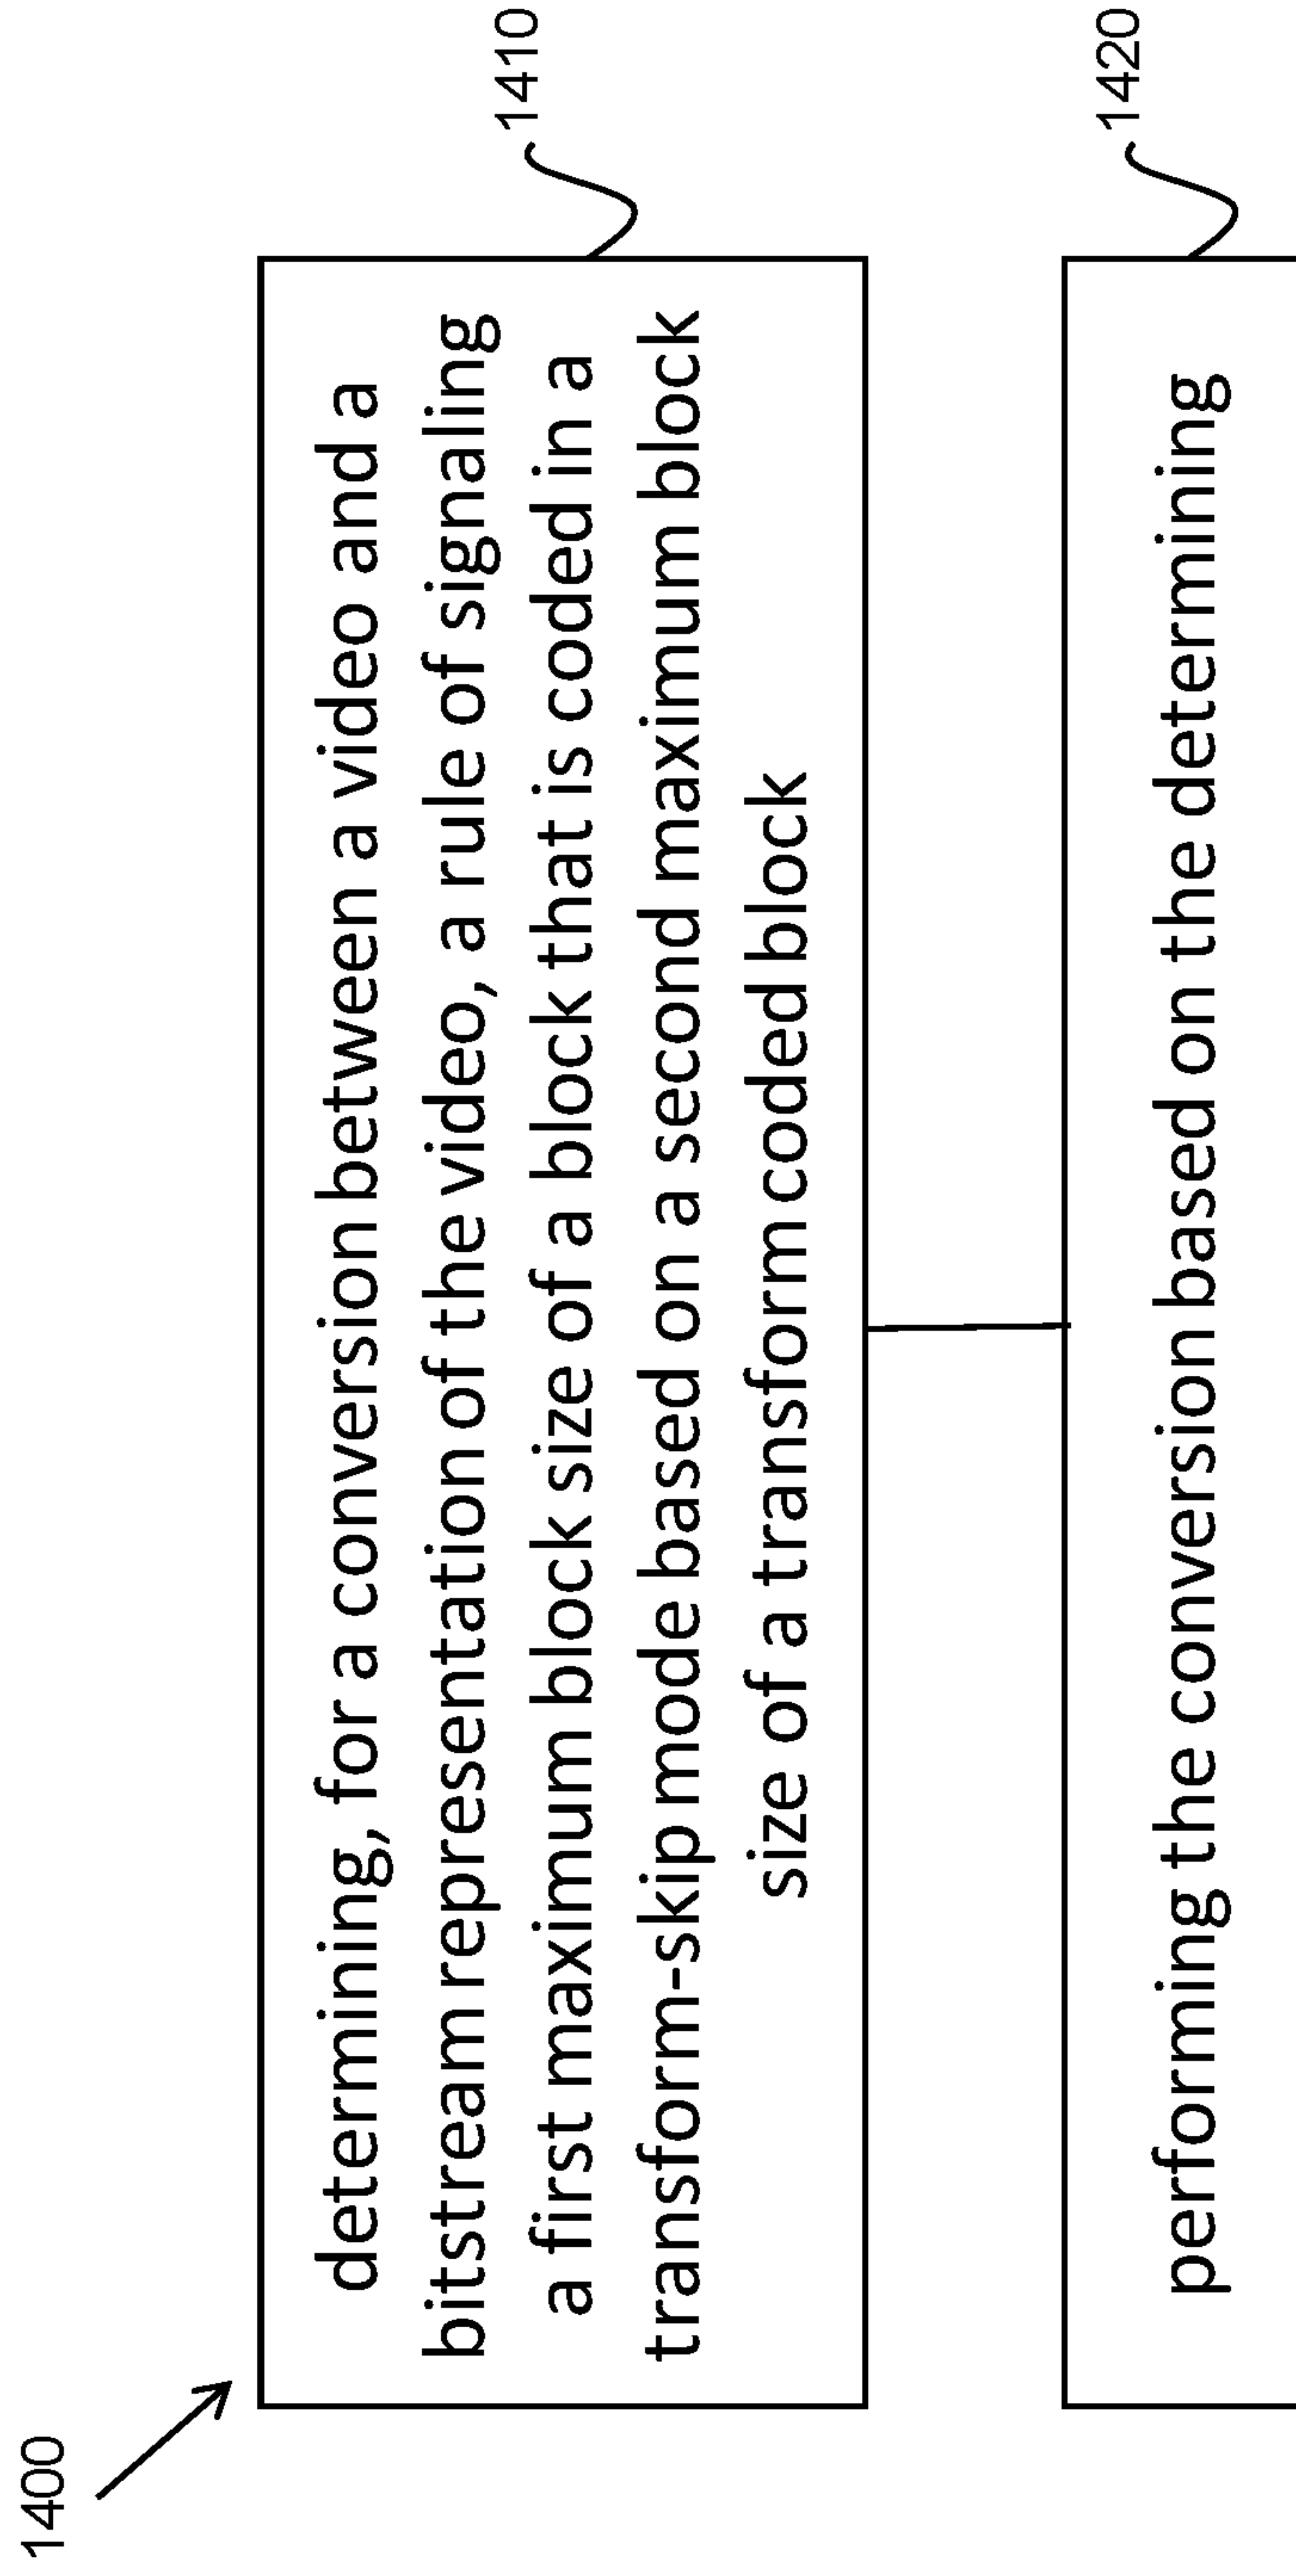 1400
determining, for a conversion between a video and a
bitstream representation of the video, a rule of signaling
a first maximum block size of a block that is coded in a
transform-skip mode based on a second maximum block
size of a transform coded block
1410
performing the conversion based on the determining
1420